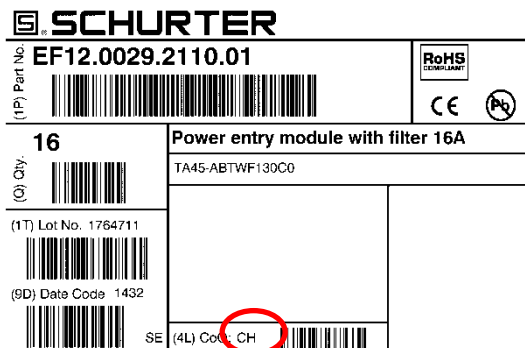 SCHURTER
(1P) Part No.
EF12.0029.2110.01
RoHS
COMPLIANT
CE
Pb
(Q) Qty.
16
Power entry module with filter 16A
TA45-ABTWF130C0
(1T) Lot No. 1764711
(9D) Date Code 1432
SE
(4L) CoO: CH